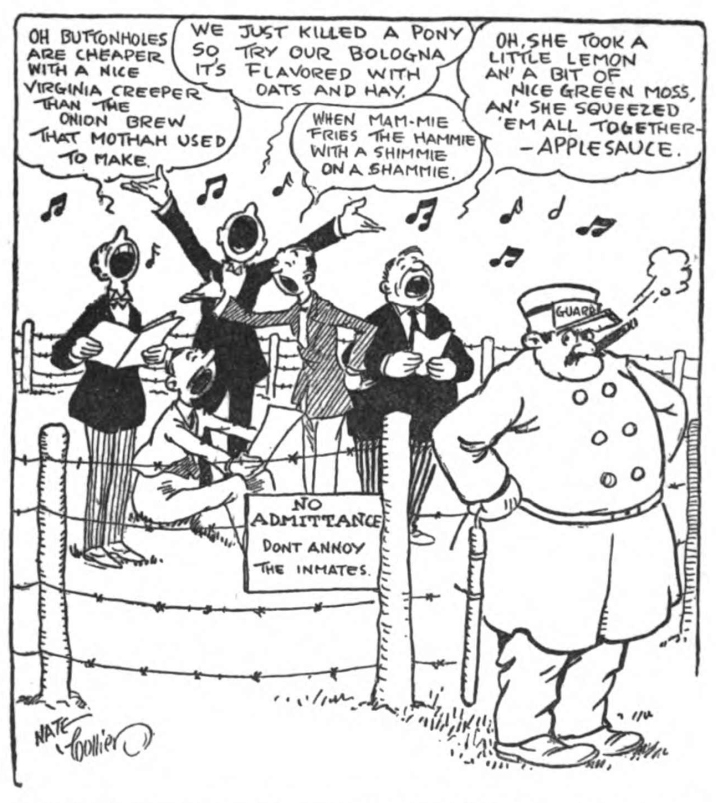 OH BUTTONHOLES
ARE CHEAPER
WITH A NICE
VIRGINIA CREEPER
THAN THE
ONION BREW
THAT MOTHAH USED
TO MAKE.
WE JUST KILLED A PONY
SO, TRY OUR BOLOGNA
IT'S FLAVORED WITH
OATS AND HAY.
WHEN MAM-MIE
FRIES THE HAMMIE
WITH A SHIMMIE
ON A SHAMMIE.
OH, SHE TOOK A
LITTLE LEMON
AN' A BIT OF
NICE GREEN MOSS,
AN' SHE SQUEEZED
'EM ALL TOGETHER-
-APPLESAUCE.
GUARD
NO
ADMITTANCE
DONT ANNOY
THE INMATES.
NATE
Collier